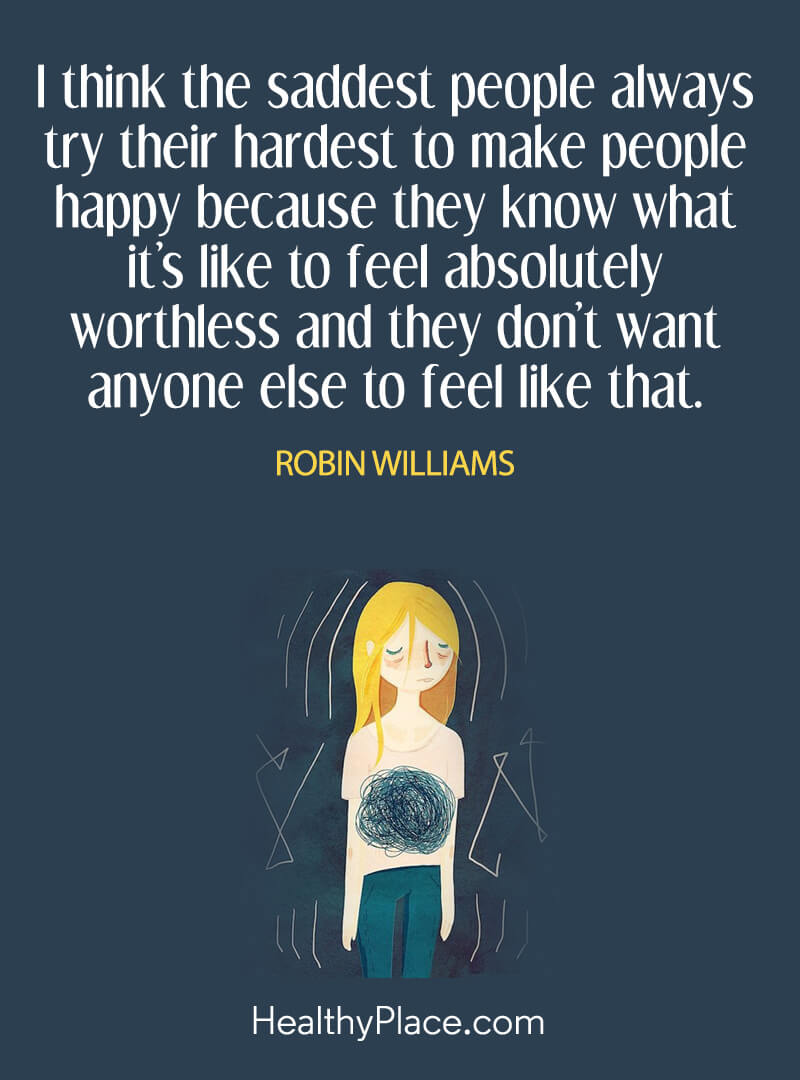 I think the saddest people always
try their hardest to make people
happy because they know what
it's like to feel absolutely
worthless and they don't want
anyone else to feel like that.
ROBIN WILLIAMS
HealthyPlace.com